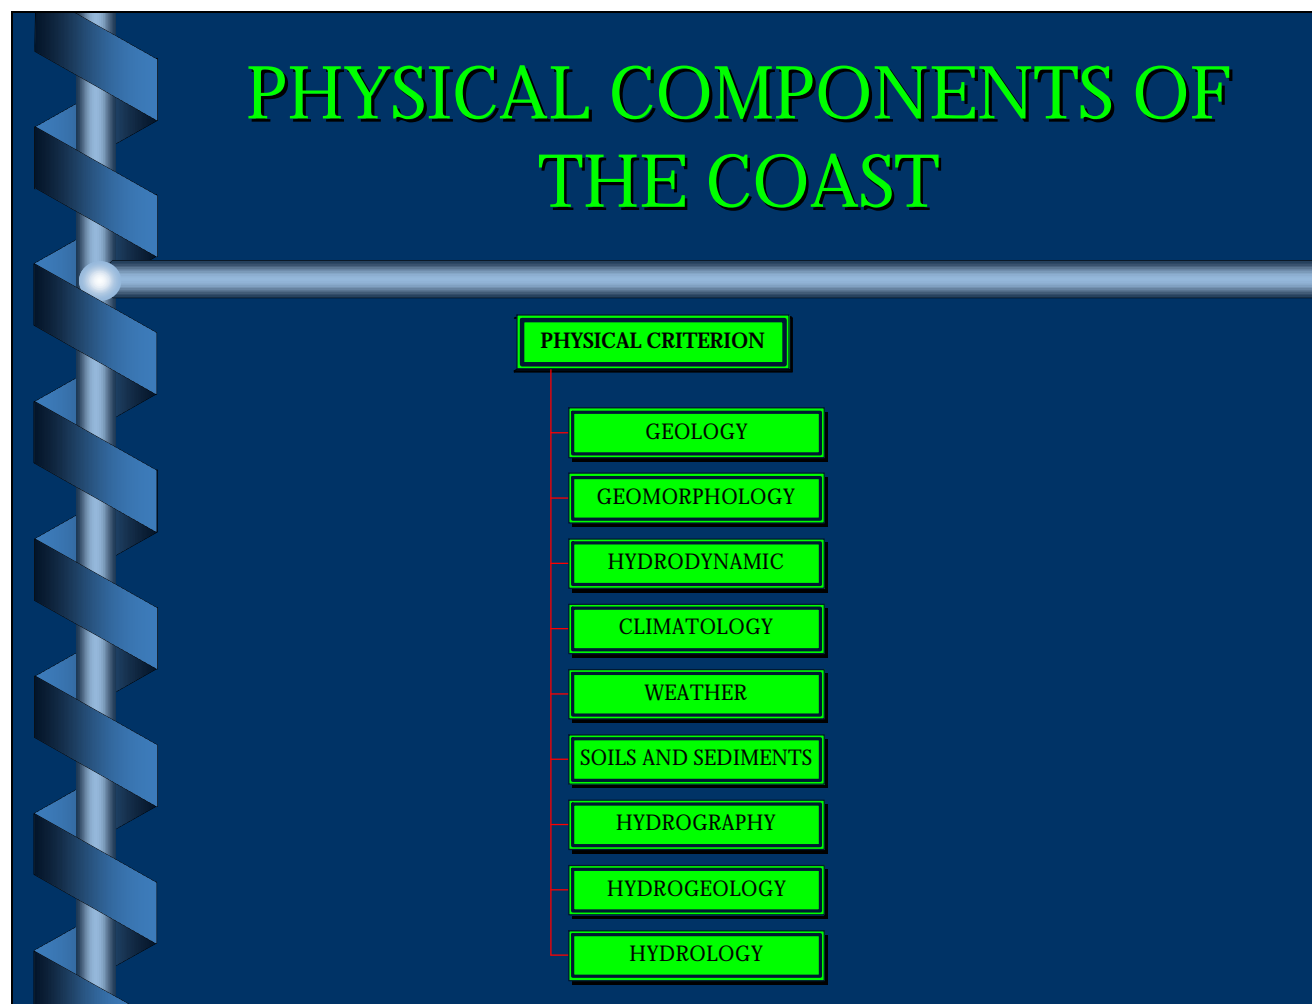 PHYSICAL COMPONENTS OF
THE COAST
PHYSICAL CRITERION
GEOLOGY
GEOMORPHOLOGY
HYDRODYNAMIC
CLIMATOLOGY
WEATHER
SOILS AND SEDIMENTS
HYDROGRAPHY
HYDROGEOLOGY
HYDROLOGY